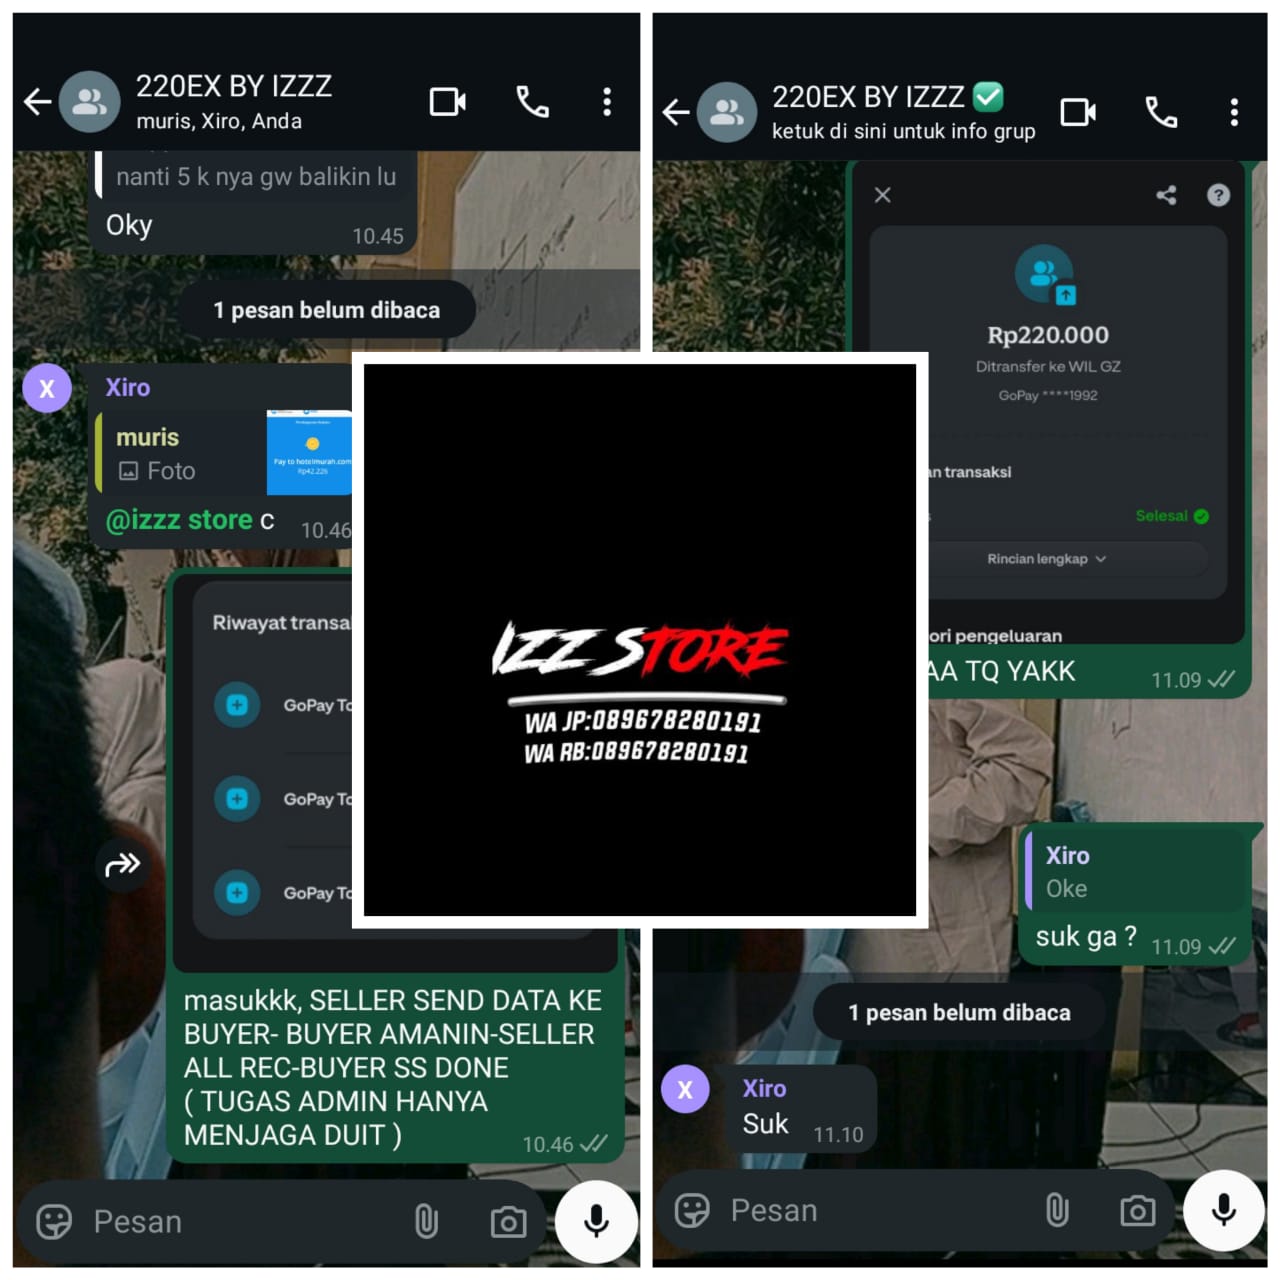 220EX BY IZZZ
muris, Xiro, Anda
nanti 5 k nya gw balikin lu
Oky
10.45
1 pesan belum dibaca
X
Xiro
muris
Foto
Pay to hotelmurah.com
Rp42.226
@izzz store c
10.46
Riwayat transa
GoPay To
GoPay To
GoPay To
masukkk, SELLER SEND DATA KE
BUYER- BUYER AMANIN-SELLER
ALL REC-BUYER SS DONE
( TUGAS ADMIN HANYA
MENJAGA DUIT )
10.46
Pesan
220EX BY IZZZ ✅
ketuk di sini untuk info grup
Rp220.000
Ditransfer ke WIL GZ
GoPay ****1992
an transaksi
Selesai
Rincian lengkap
ori pengeluaran
AA TQ YAKK
11.09
Xiro
Oke
suk ga ?
11.09
1 pesan belum dibaca
X
Xiro
Suk
11.10
Pesan
IZZ STORE
WA JP:089678280191
WA RB:089678280191